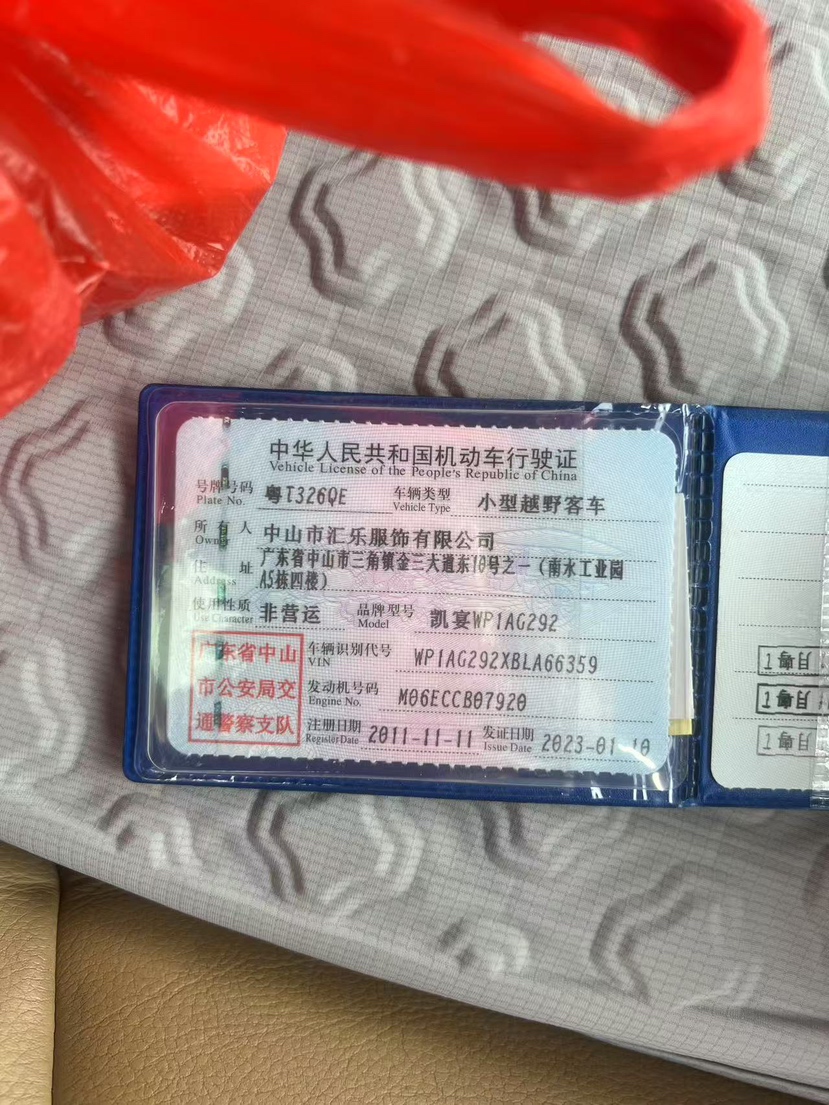 中华人民共和国机动车行驶证
Vehicle License of the People's Republic of China
号牌号码 粤T326QE 车辆类型 小型越野客车
Plate No. Vehicle Type
所有人 中山市汇乐服饰有限公司
Owner
住址 广东省中山市三角镇金三大道东18号之一（南水工业园
Address A5栋四楼）
使用性质 非营运 品牌型号 凯宴WP1AG292
Use Character Model
广东省中山
市公安局交
通警察支队
车辆识别代号 WP1AG292XBLA66359
VIN
发动机号码 M06ECCB07920
Engine No.
注册日期 2011-11-11 发证日期 2023-01-10
Register Date Issue Date